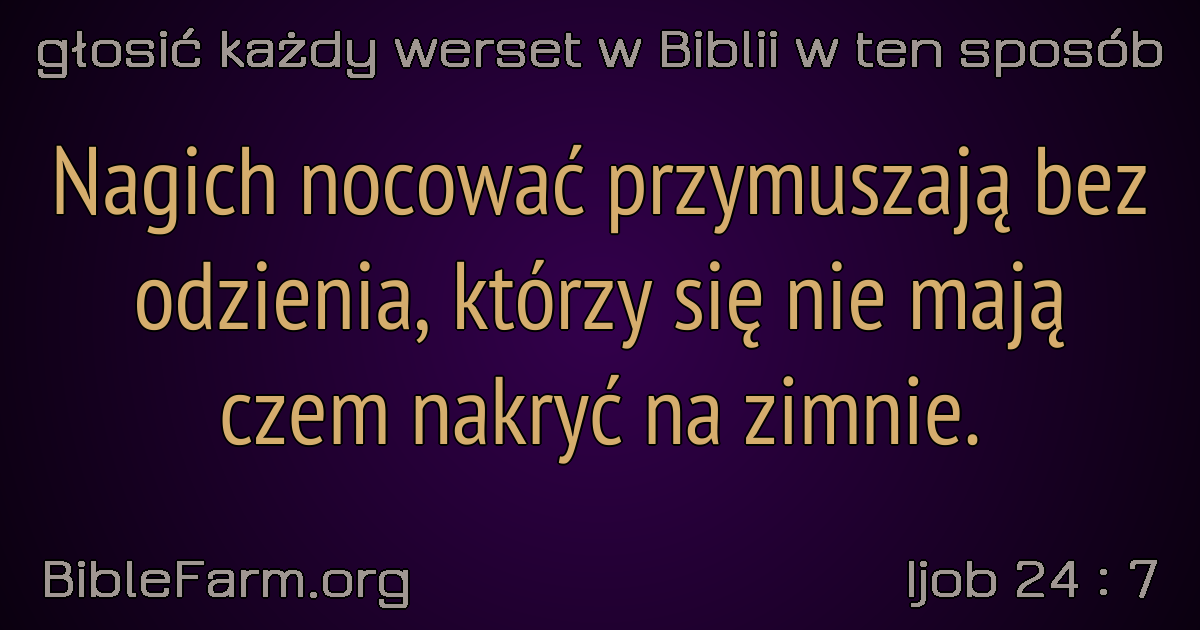 głosić każdy werset w Biblii w ten sposób
Nagich nocować przymuszają bez
odzienia, którzy się nie mają
czem nakryć na zimnie.
BibleFarm.org
Ijob 24 : 7